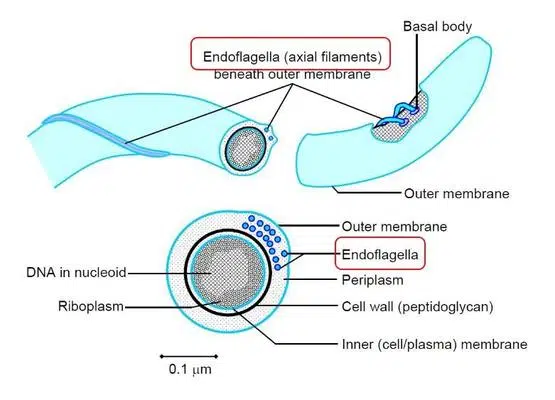 Basal body
Endoflagella (axial filaments)
beneath outer membrane
Outer membrane
Outer membrane
Endoflagella
DNA in nucleoid
Periplasm
Riboplasm
Cell wall (peptidoglycan)
Inner (cell/plasma) membrane
0.1 μm